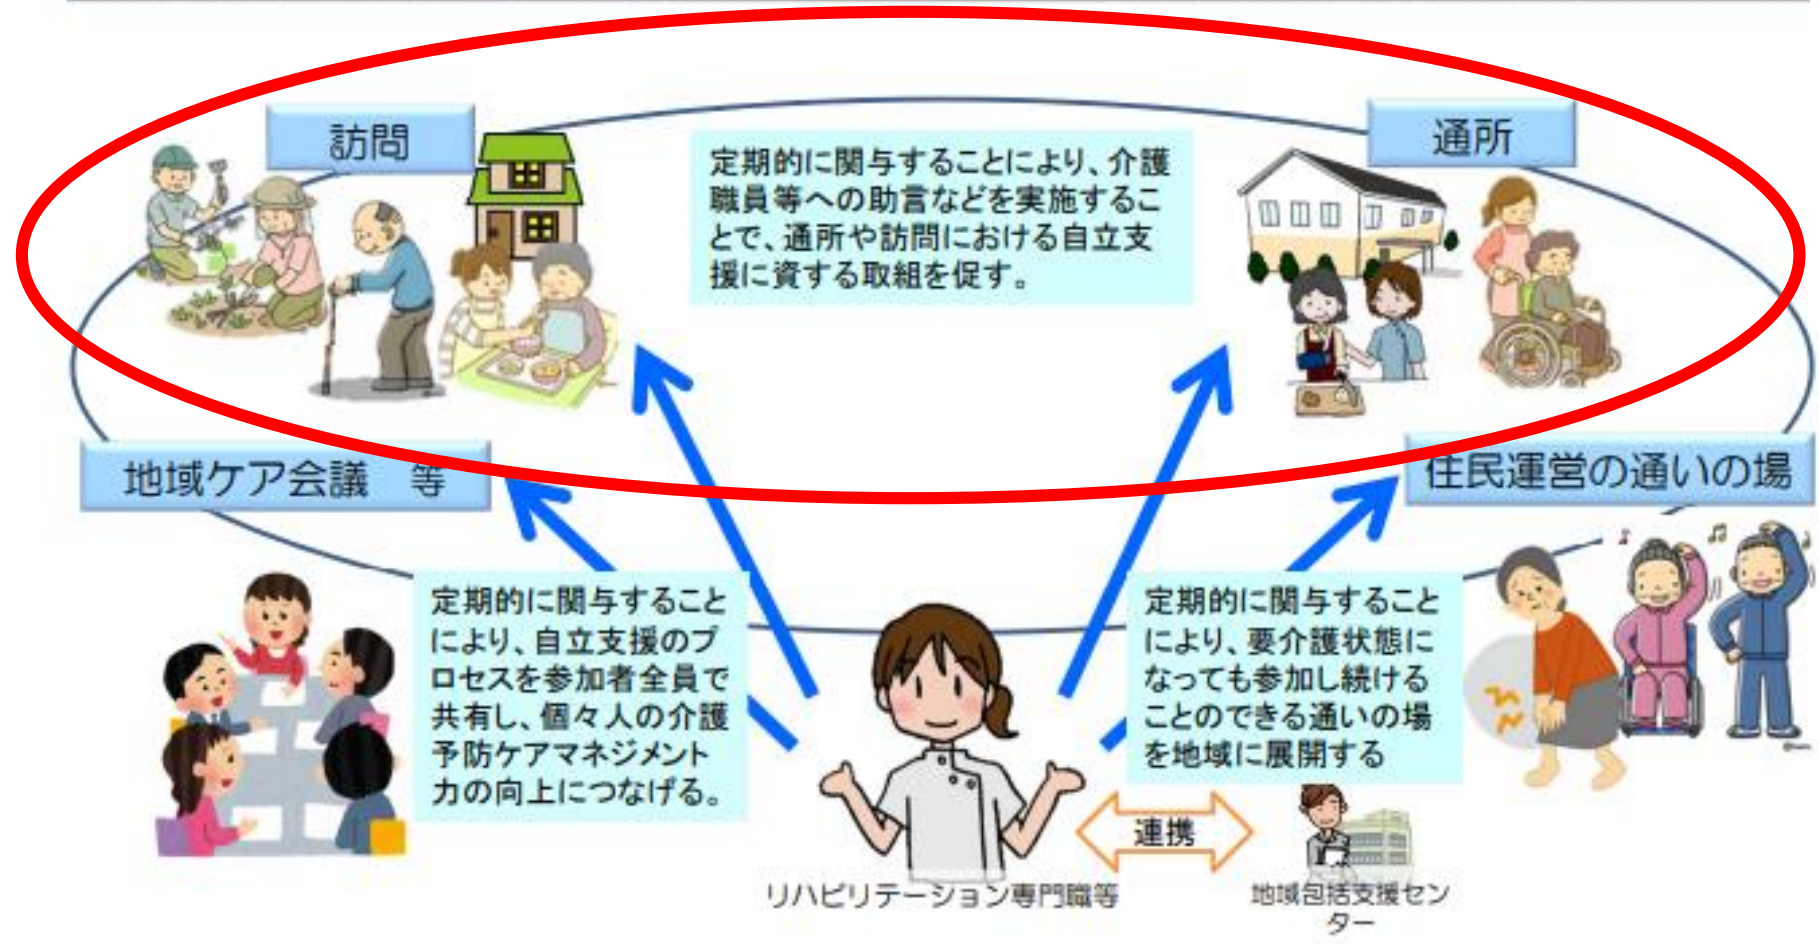 訪問
通所
定期的に関与することにより、介護
職員等への助言などを実施するこ
とで、通所や訪問における自立支
援に資する取組を促す。
地域ケア会議　等
住民運営の通いの場
定期的に関与すること
により、自立支援のプ
ロセスを参加者全員で
共有し、個々人の介護
予防ケアマネジメント
力の向上につなげる。
定期的に関与すること
により、要介護状態に
なっても参加し続ける
ことのできる通いの場
を地域に展開する
連携
リハビリテーション専門職等
地域包括支援セン
ター